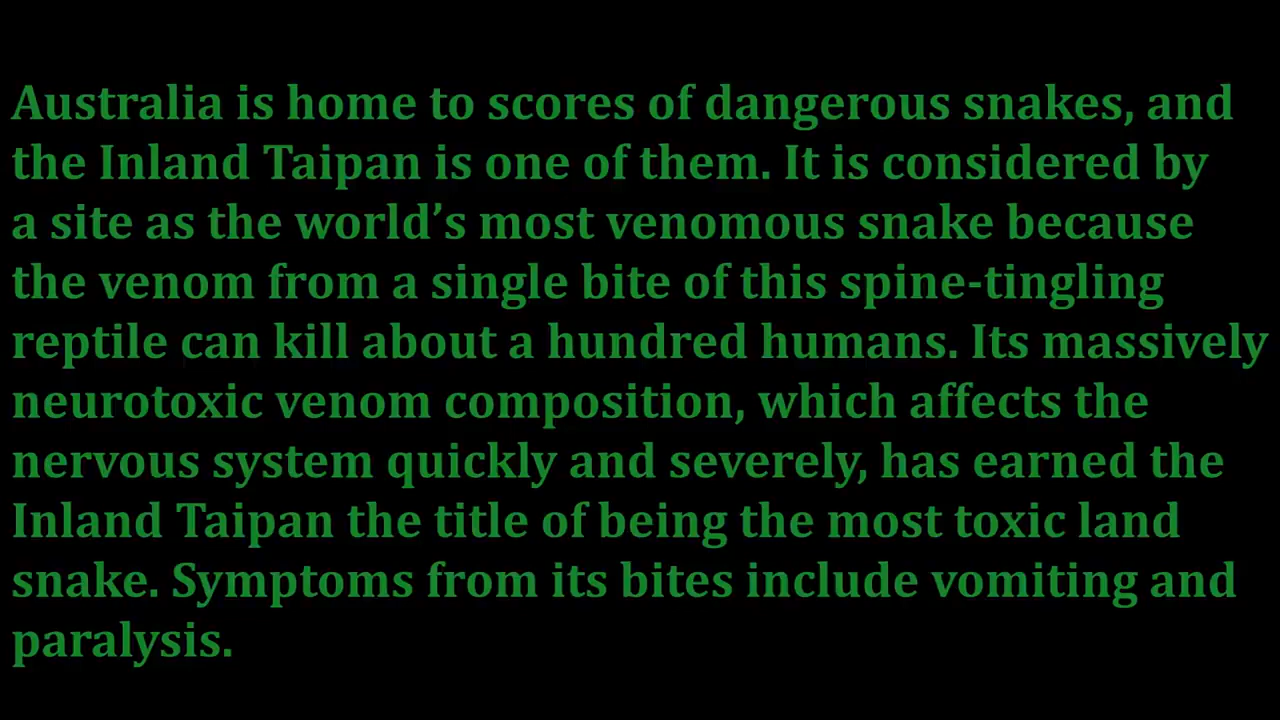 Australia is home to scores of dangerous snakes, and
the Inland Taipan is one of them. It is considered by
a site as the world’s most venomous snake because
the venom from a single bite of this spine-tingling
reptile can kill about a hundred humans. Its massively
neurotoxic venom composition, which affects the
nervous system quickly and severely, has earned the
Inland Taipan the title of being the most toxic land
snake. Symptoms from its bites include vomiting and
paralysis.